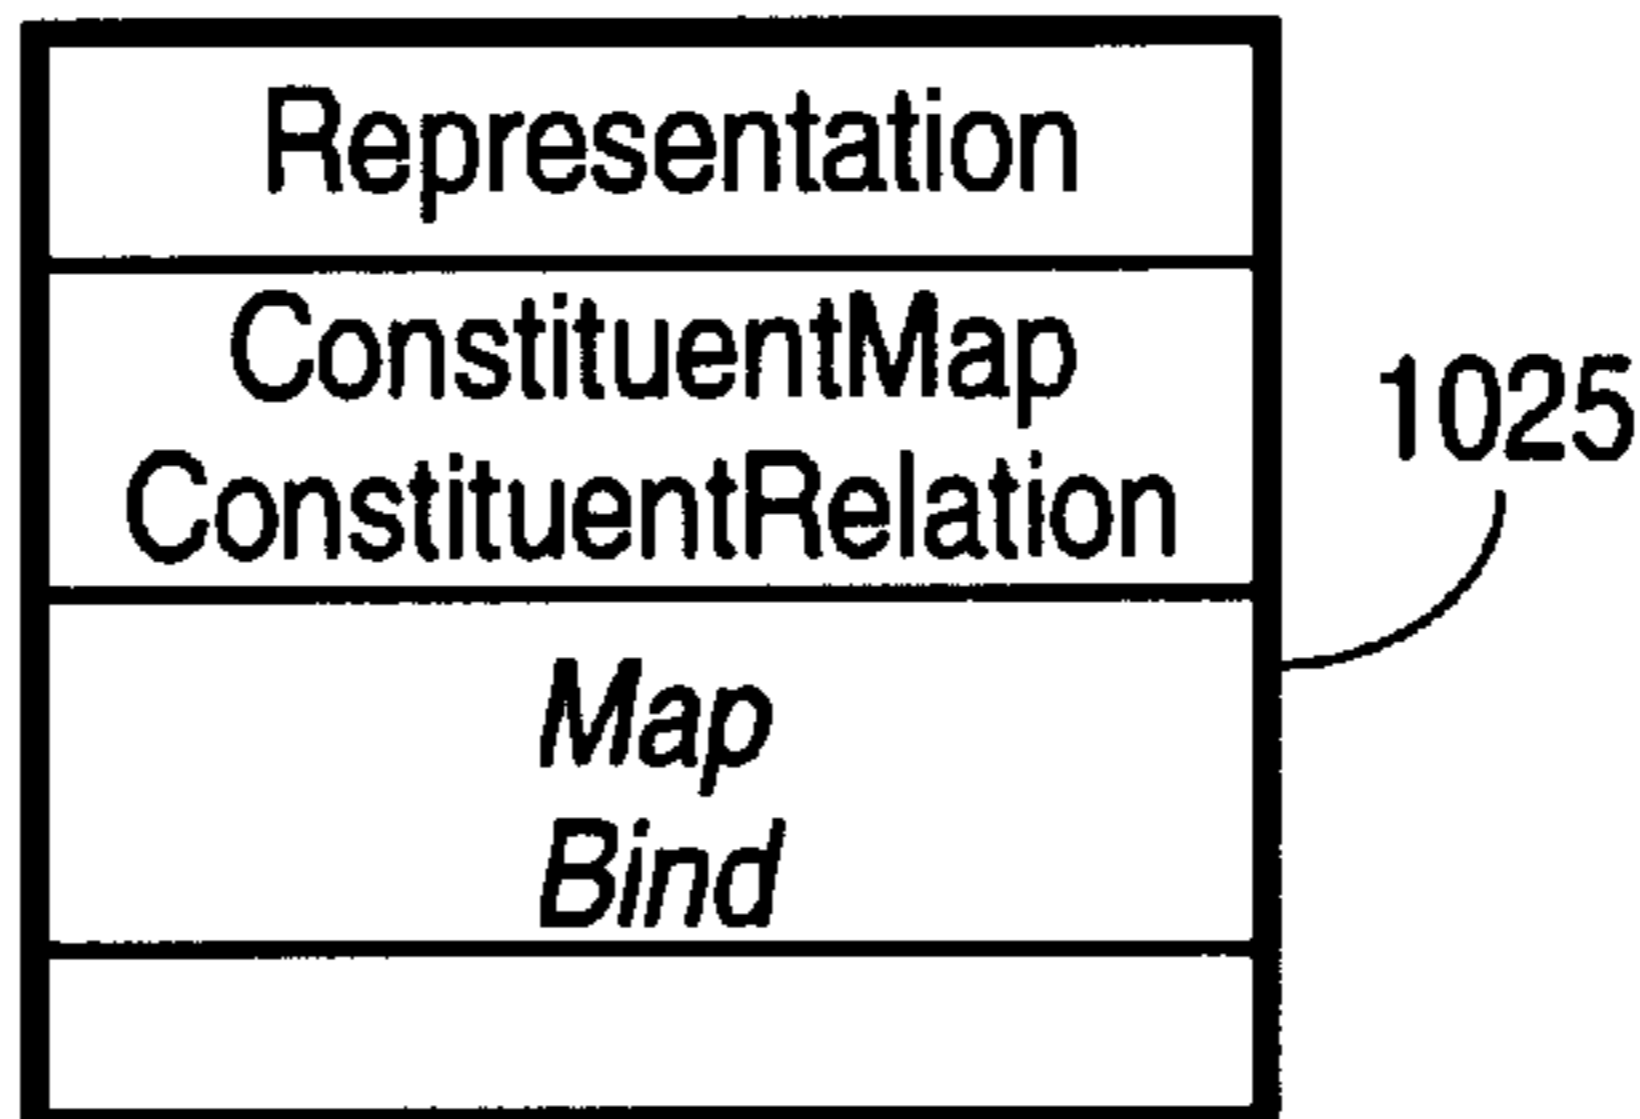 Representation
ConstituentMap
ConstituentRelation
1025
Map
Bind